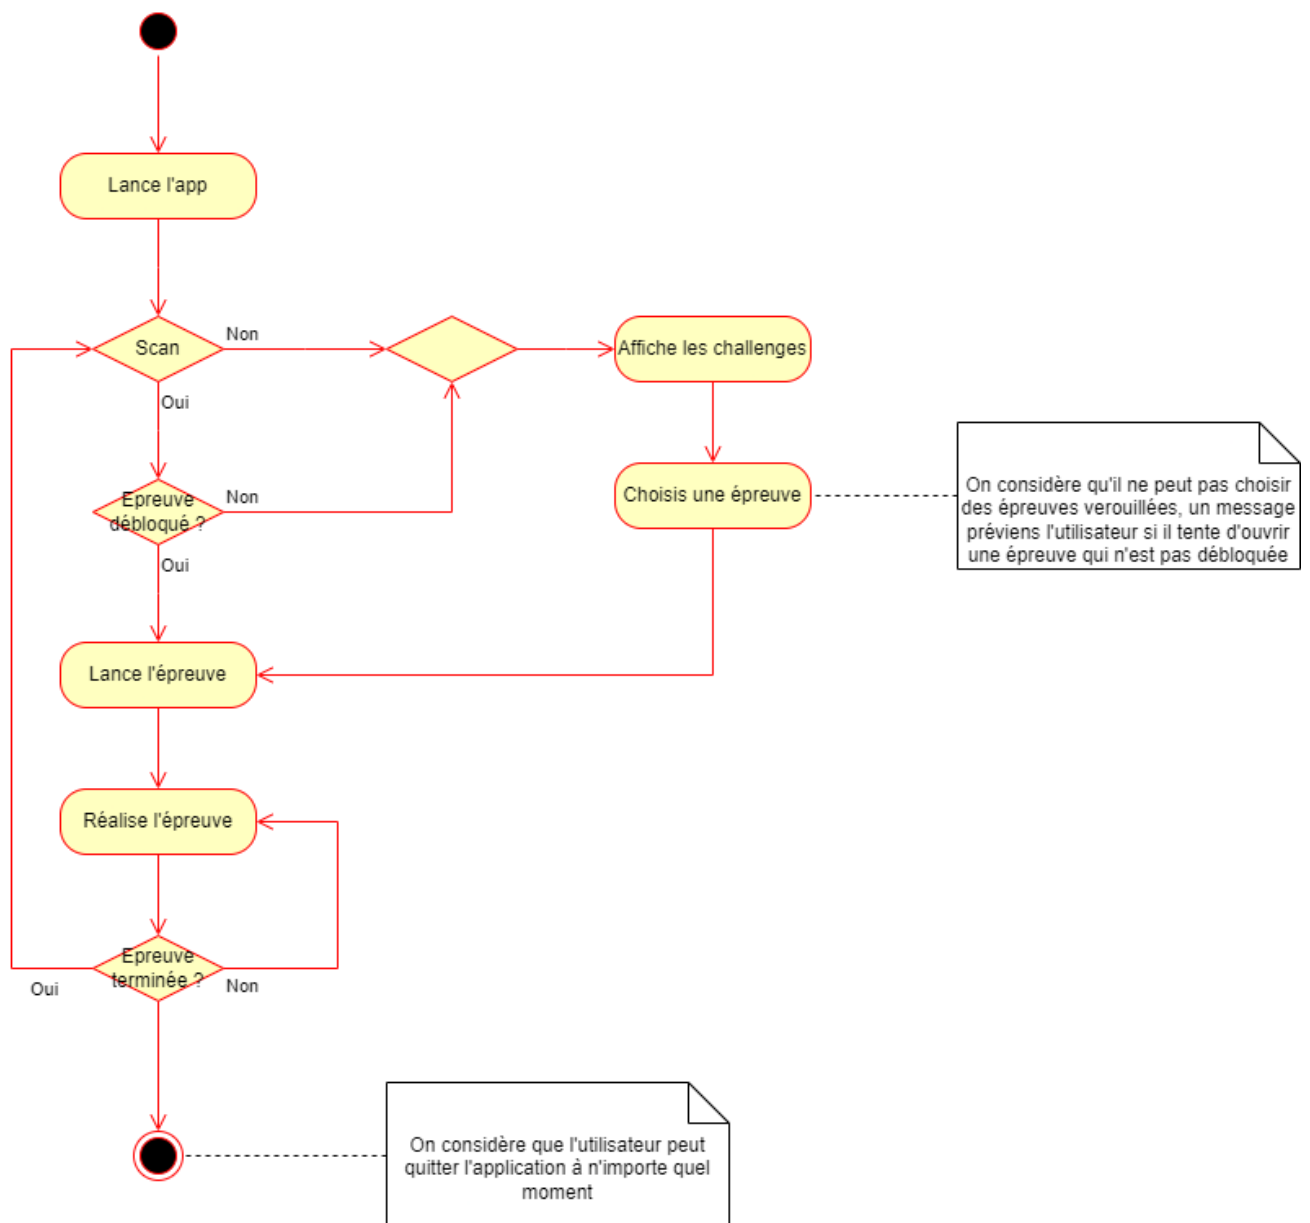 Lance l'app
Scan
Non
Affiche les challenges
Oui
Epreuve
débloqué ?
Non
Choisis une épreuve
On considère qu'il ne peut pas choisir
des épreuves verouillées, un message
préviens l'utilisateur si il tente d'ouvrir
une épreuve qui n'est pas débloquée
Oui
Lance l'épreuve
Réalise l'épreuve
Epreuve
terminée ?
Oui
Non
On considère que l'utilisateur peut
quitter l'application à n'importe quel
moment